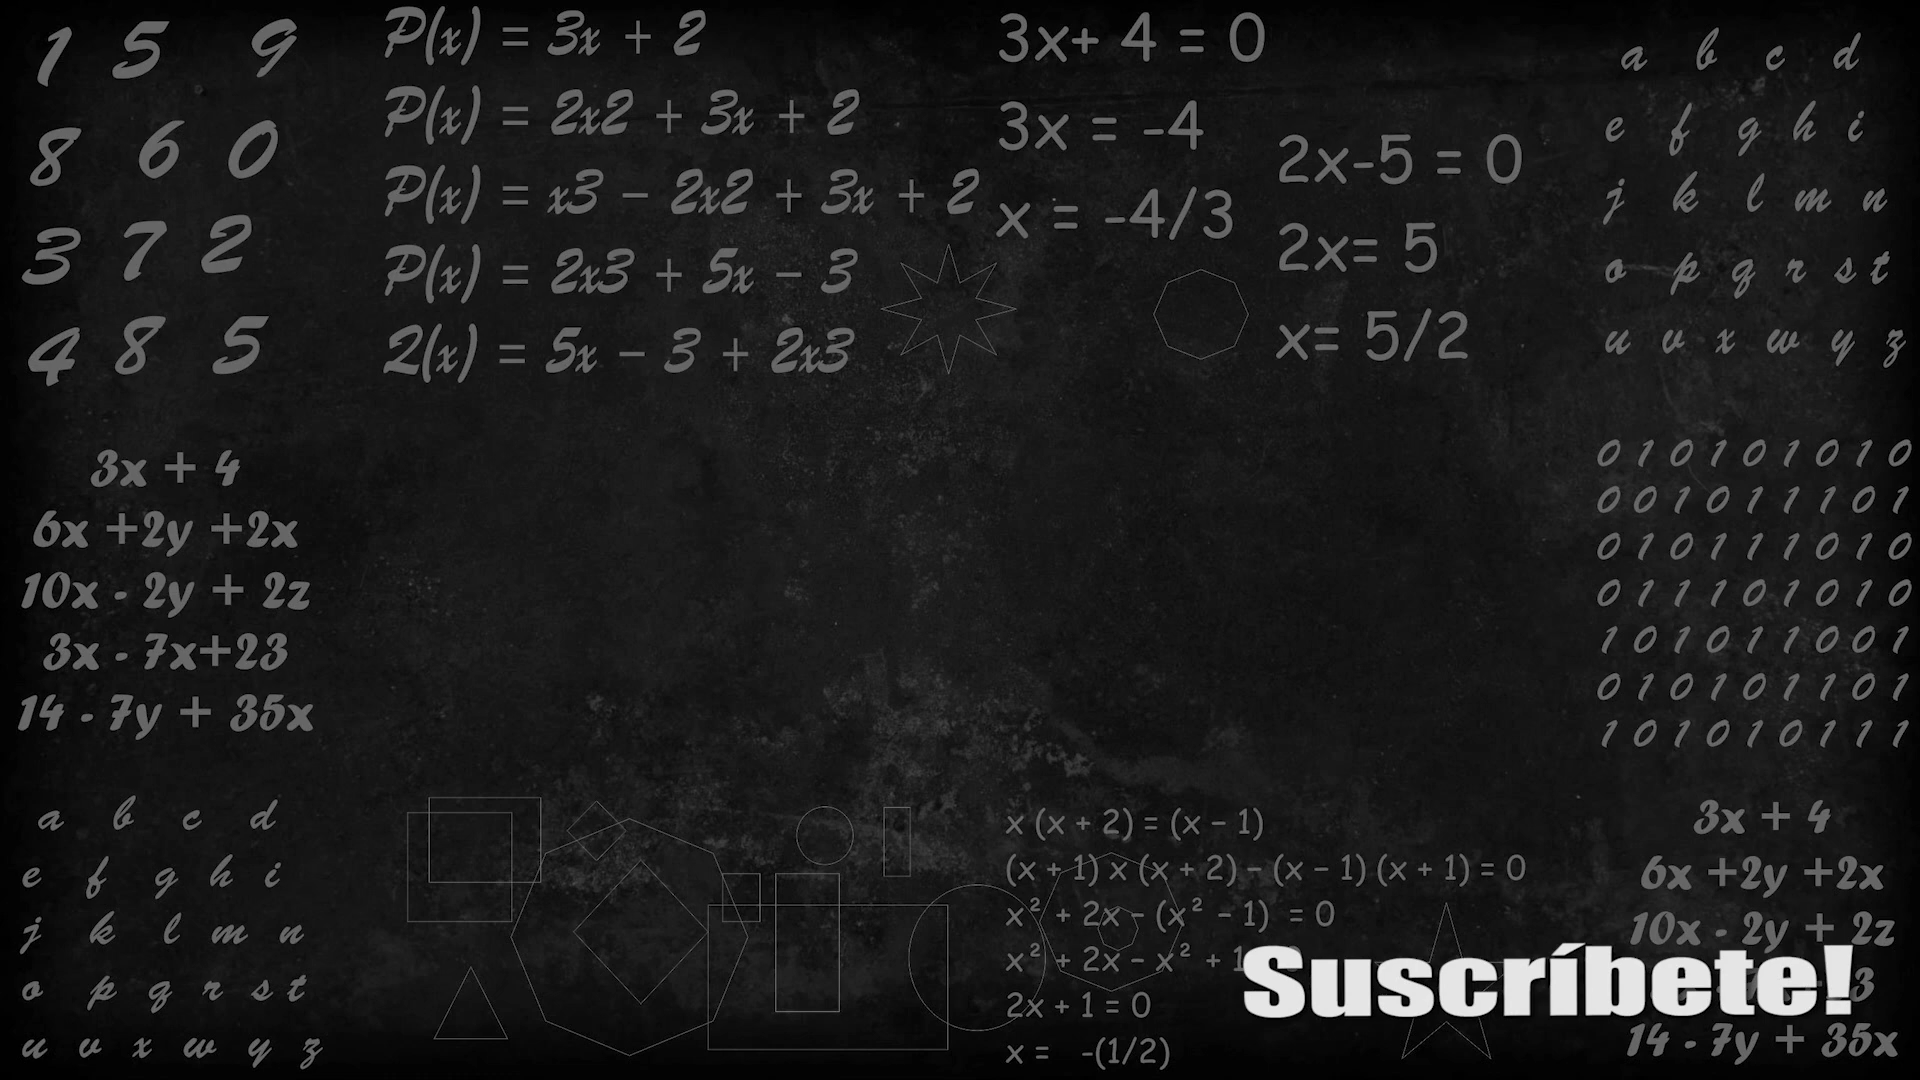 1 5 9
8 6 0
3 7 2
4 8 5
P(x) = 3x + 2
P(x) = 2x2 + 3x + 2
P(x) = x3 − 2x2 + 3x + 2
P(x) = 2x3 + 5x − 3
Q(x) = 5x − 3 + 2x3
3x+ 4 = 0
3x = -4
x = -4/3
2x-5 = 0
2x= 5
x= 5/2
a b c d
e f g h i
j k l m n
o p q r s t
u v x w y z
3x + 4
6x +2y +2x
10x - 2y + 2z
3x - 7x+23
14 - 7y + 35x
0 1 0 1 0 1 0 1 0
0 0 1 0 1 1 1 0 1
0 1 0 1 1 1 0 1 0
0 1 1 1 0 1 0 1 0
1 0 1 0 1 1 0 0 1
0 1 0 1 0 1 1 0 1
1 0 1 0 1 0 1 1 1
a b c d
e f g h i
j k l m n
o p q r s t
u v x w y z
x (x + 2) = (x − 1)
(x + 1) x (x + 2) − (x − 1) (x + 1) = 0
x² + 2x − (x² − 1) = 0
x² + 2x − x² + 1
2x + 1 = 0
x = -(1/2)
3x + 4
6x +2y +2x
10x - 2y + 2z
Suscríbete!
14 - 7y + 35x